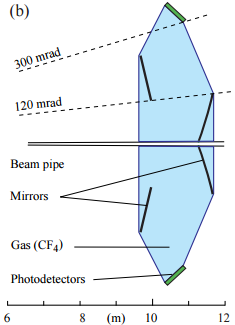 (b)
300 mrad
120 mrad
Beam pipe
Mirrors
Gas (CF₄)
Photodetectors
6 8 (m) 10 12